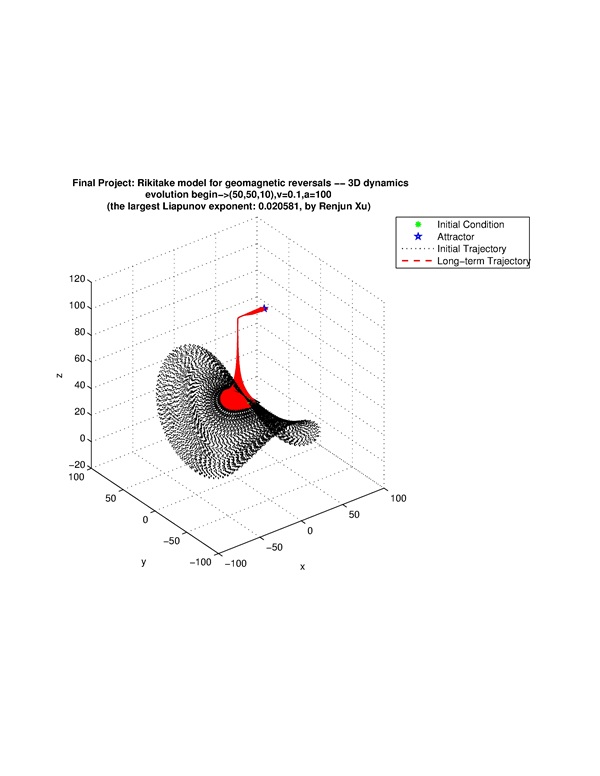 Final Project: Rikitake model for geomagnetic reversals −− 3D dynamics
evolution begin−>(50,50,10),v=0.1,a=100
(the largest Liapunov exponent: 0.020581, by Renjun Xu)
Initial Condition
Attractor
Initial Trajectory
Long−term Trajectory
120
100
80
60
40
20
0
−20
z
100
50
0
−50
−100
y
−100
−50
0
50
100
x